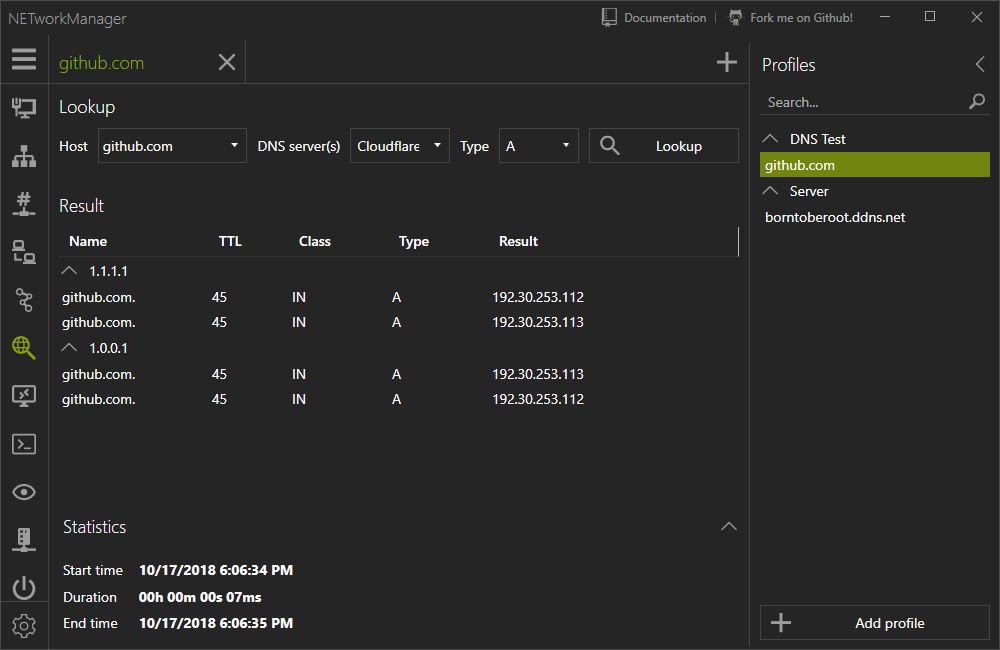 NETworkManager Documentation Fork me on Github!
github.com
Profiles
Search...
Lookup
Host github.com DNS server(s) Cloudflare Type A Lookup
DNS Test
github.com
Server
borntoberoot.ddns.net
Result
Name TTL Class Type Result
1.1.1.1
github.com. 45 IN A 192.30.253.112
github.com. 45 IN A 192.30.253.113
1.0.0.1
github.com. 45 IN A 192.30.253.113
github.com. 45 IN A 192.30.253.112
Statistics
Start time 10/17/2018 6:06:34 PM
Duration 00h 00m 00s 07ms
End time 10/17/2018 6:06:35 PM
Add profile